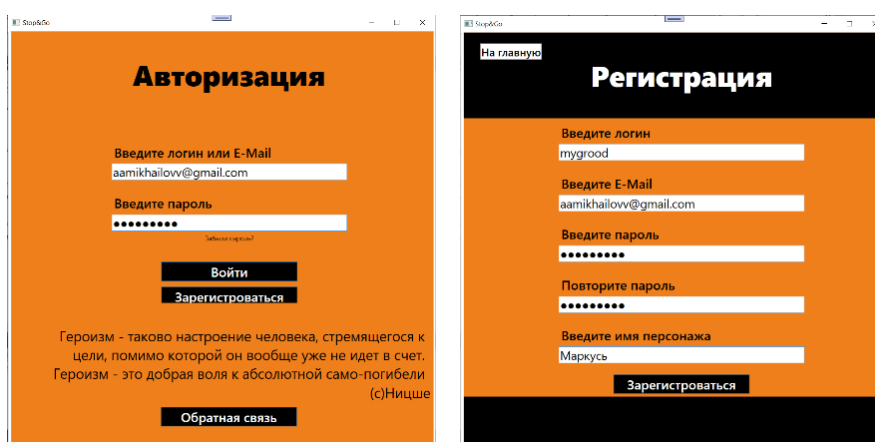 Stop&Go
Авторизация
Введите логин или E-Mail
aamikhailovv@gmail.com
Введите пароль
●●●●●●●●●
Забыли пароль?
Войти
Зарегистроваться
Героизм - таково настроение человека, стремящегося к
цели, помимо которой он вообще уже не идет в счет.
Героизм - это добрая воля к абсолютной само-погибели
(с)Ницше
Обратная связь
Stop&Go
На главную
Регистрация
Введите логин
mygrood
Введите E-Mail
aamikhailovv@gmail.com
Введите пароль
●●●●●●●●●
Повторите пароль
●●●●●●●●●
Введите имя персонажа
Маркусь
Зарегистроваться